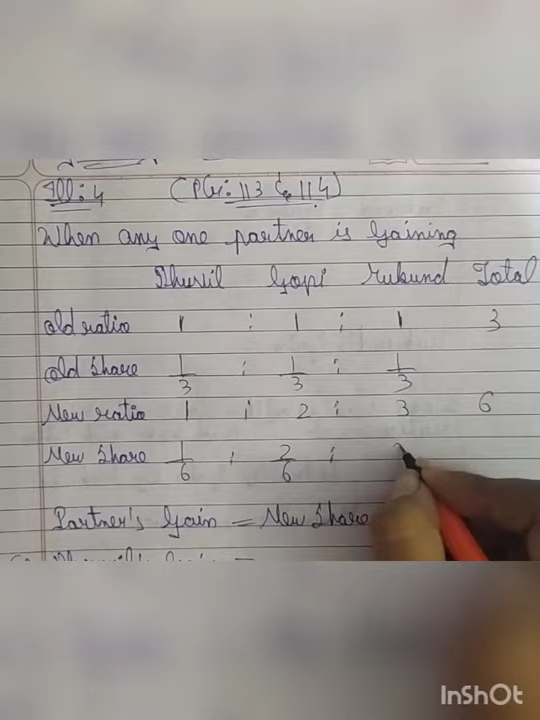 Ill:4 (PG: 113 & 114)
When any one partner is Gaining
Gopi Mukund Total
old ratio 1 : 1 : 1 3
old share 1/3 : 1/3 : 1/3
New ratio 1 : 2 : 3 6
New share 1/6 : 2/6 :
Partner's Gain = New Share
InShOt